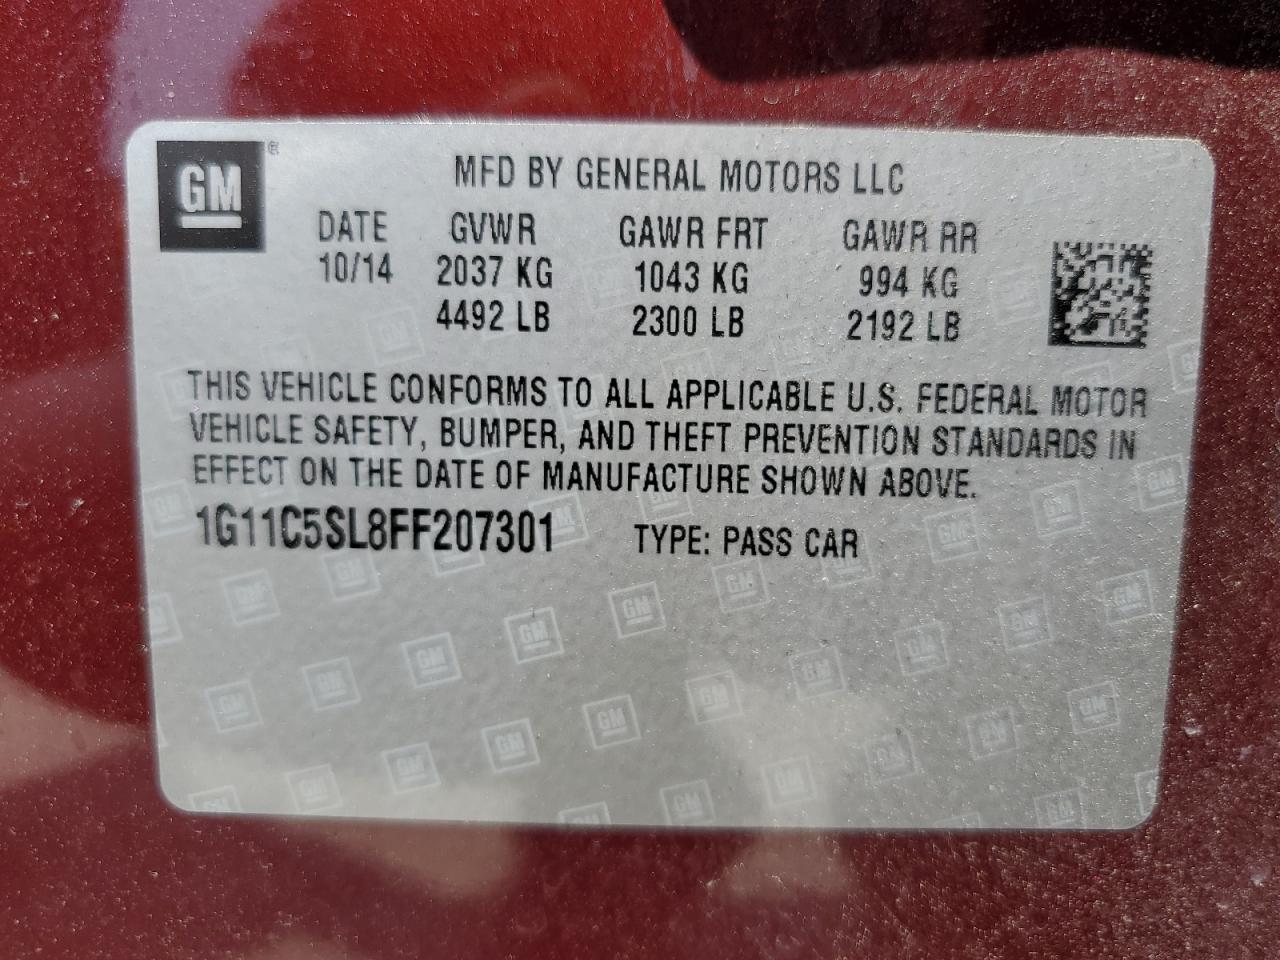 GM®
MFD BY GENERAL MOTORS LLC
DATE GVWR GAWR FRT GAWR RR
10/14 2037 KG 1043 KG 994 KG
4492 LB 2300 LB 2192 LB
THIS VEHICLE CONFORMS TO ALL APPLICABLE U.S. FEDERAL MOTOR
VEHICLE SAFETY, BUMPER, AND THEFT PREVENTION STANDARDS IN
EFFECT ON THE DATE OF MANUFACTURE SHOWN ABOVE.
1G11C5SL8FF207301 TYPE: PASS CAR